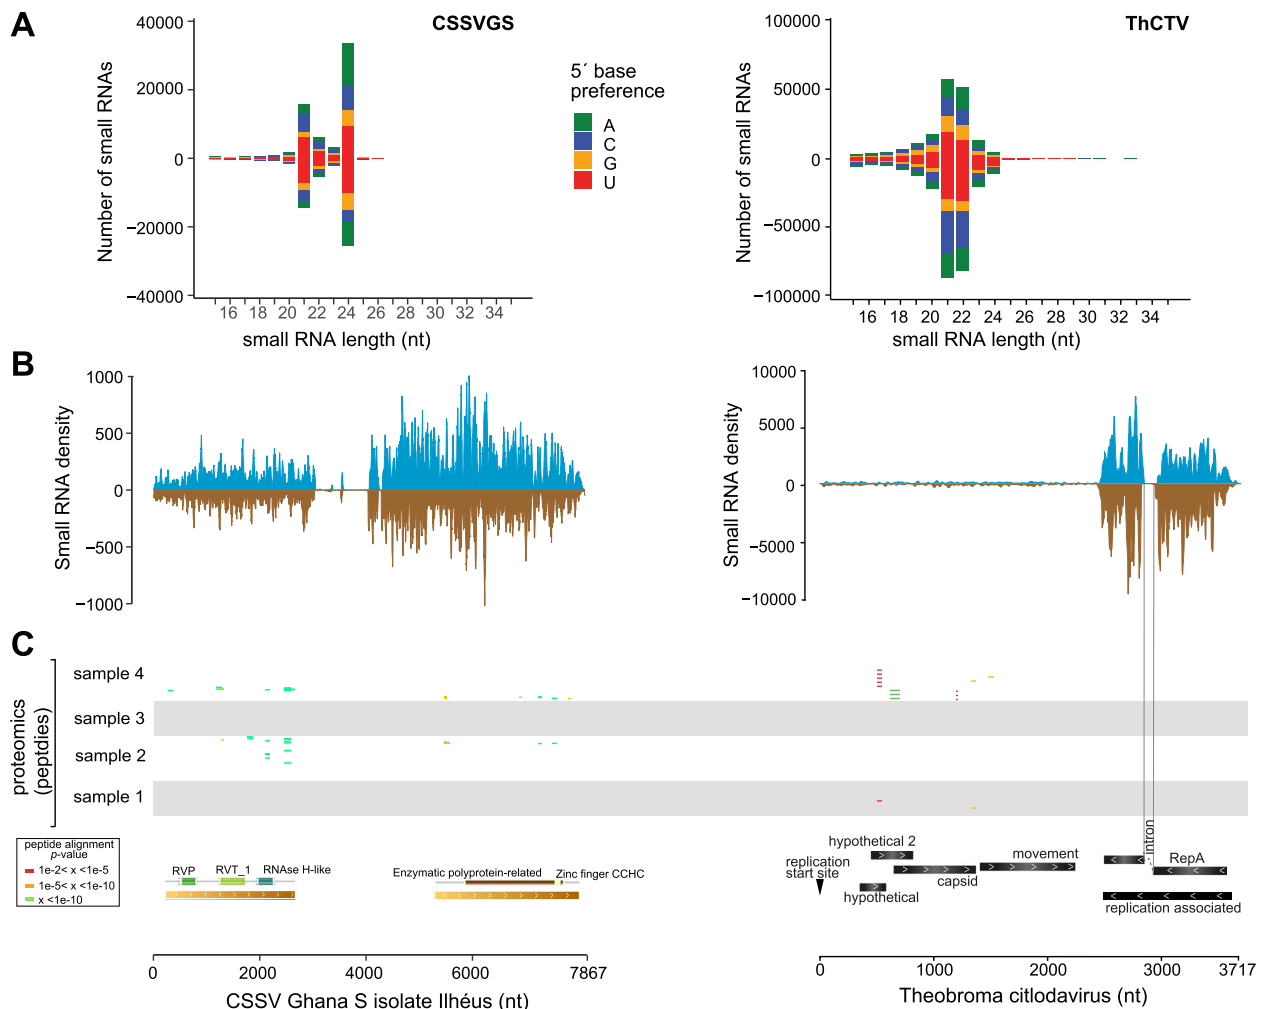 A
CSSVGS
ThCTV
Number of small RNAs
40000
20000
0
−20000
−40000
16 18 20 22 24 26 28 30 32 34
small RNA length (nt)
5´ base
preference
A
C
G
U
Number of small RNAs
100000
50000
0
−50000
−100000
16 18 20 22 24 26 28 30 32 34
small RNA length (nt)
B
Small RNA density
1000
500
0
−500
−1000
Small RNA density
10000
5000
0
−5000
−10000
C
proteomics
(peptdies)
sample 4
sample 3
sample 2
sample 1
peptide alignment
p-value
1e-2< x <1e-5
1e-5< x <1e-10
x <1e-10
RVP
RVT_1
RNAse H-like
Enzymatic polyprotein-related
Zinc finger CCHC
replication
start site
hypothetical 2
hypothetical
capsid
movement
intron
RepA
replication associated
0 2000 4000 6000 7867
CSSV Ghana S isolate Ilhéus (nt)
0 1000 2000 3000 3717
Theobroma citlodavirus (nt)